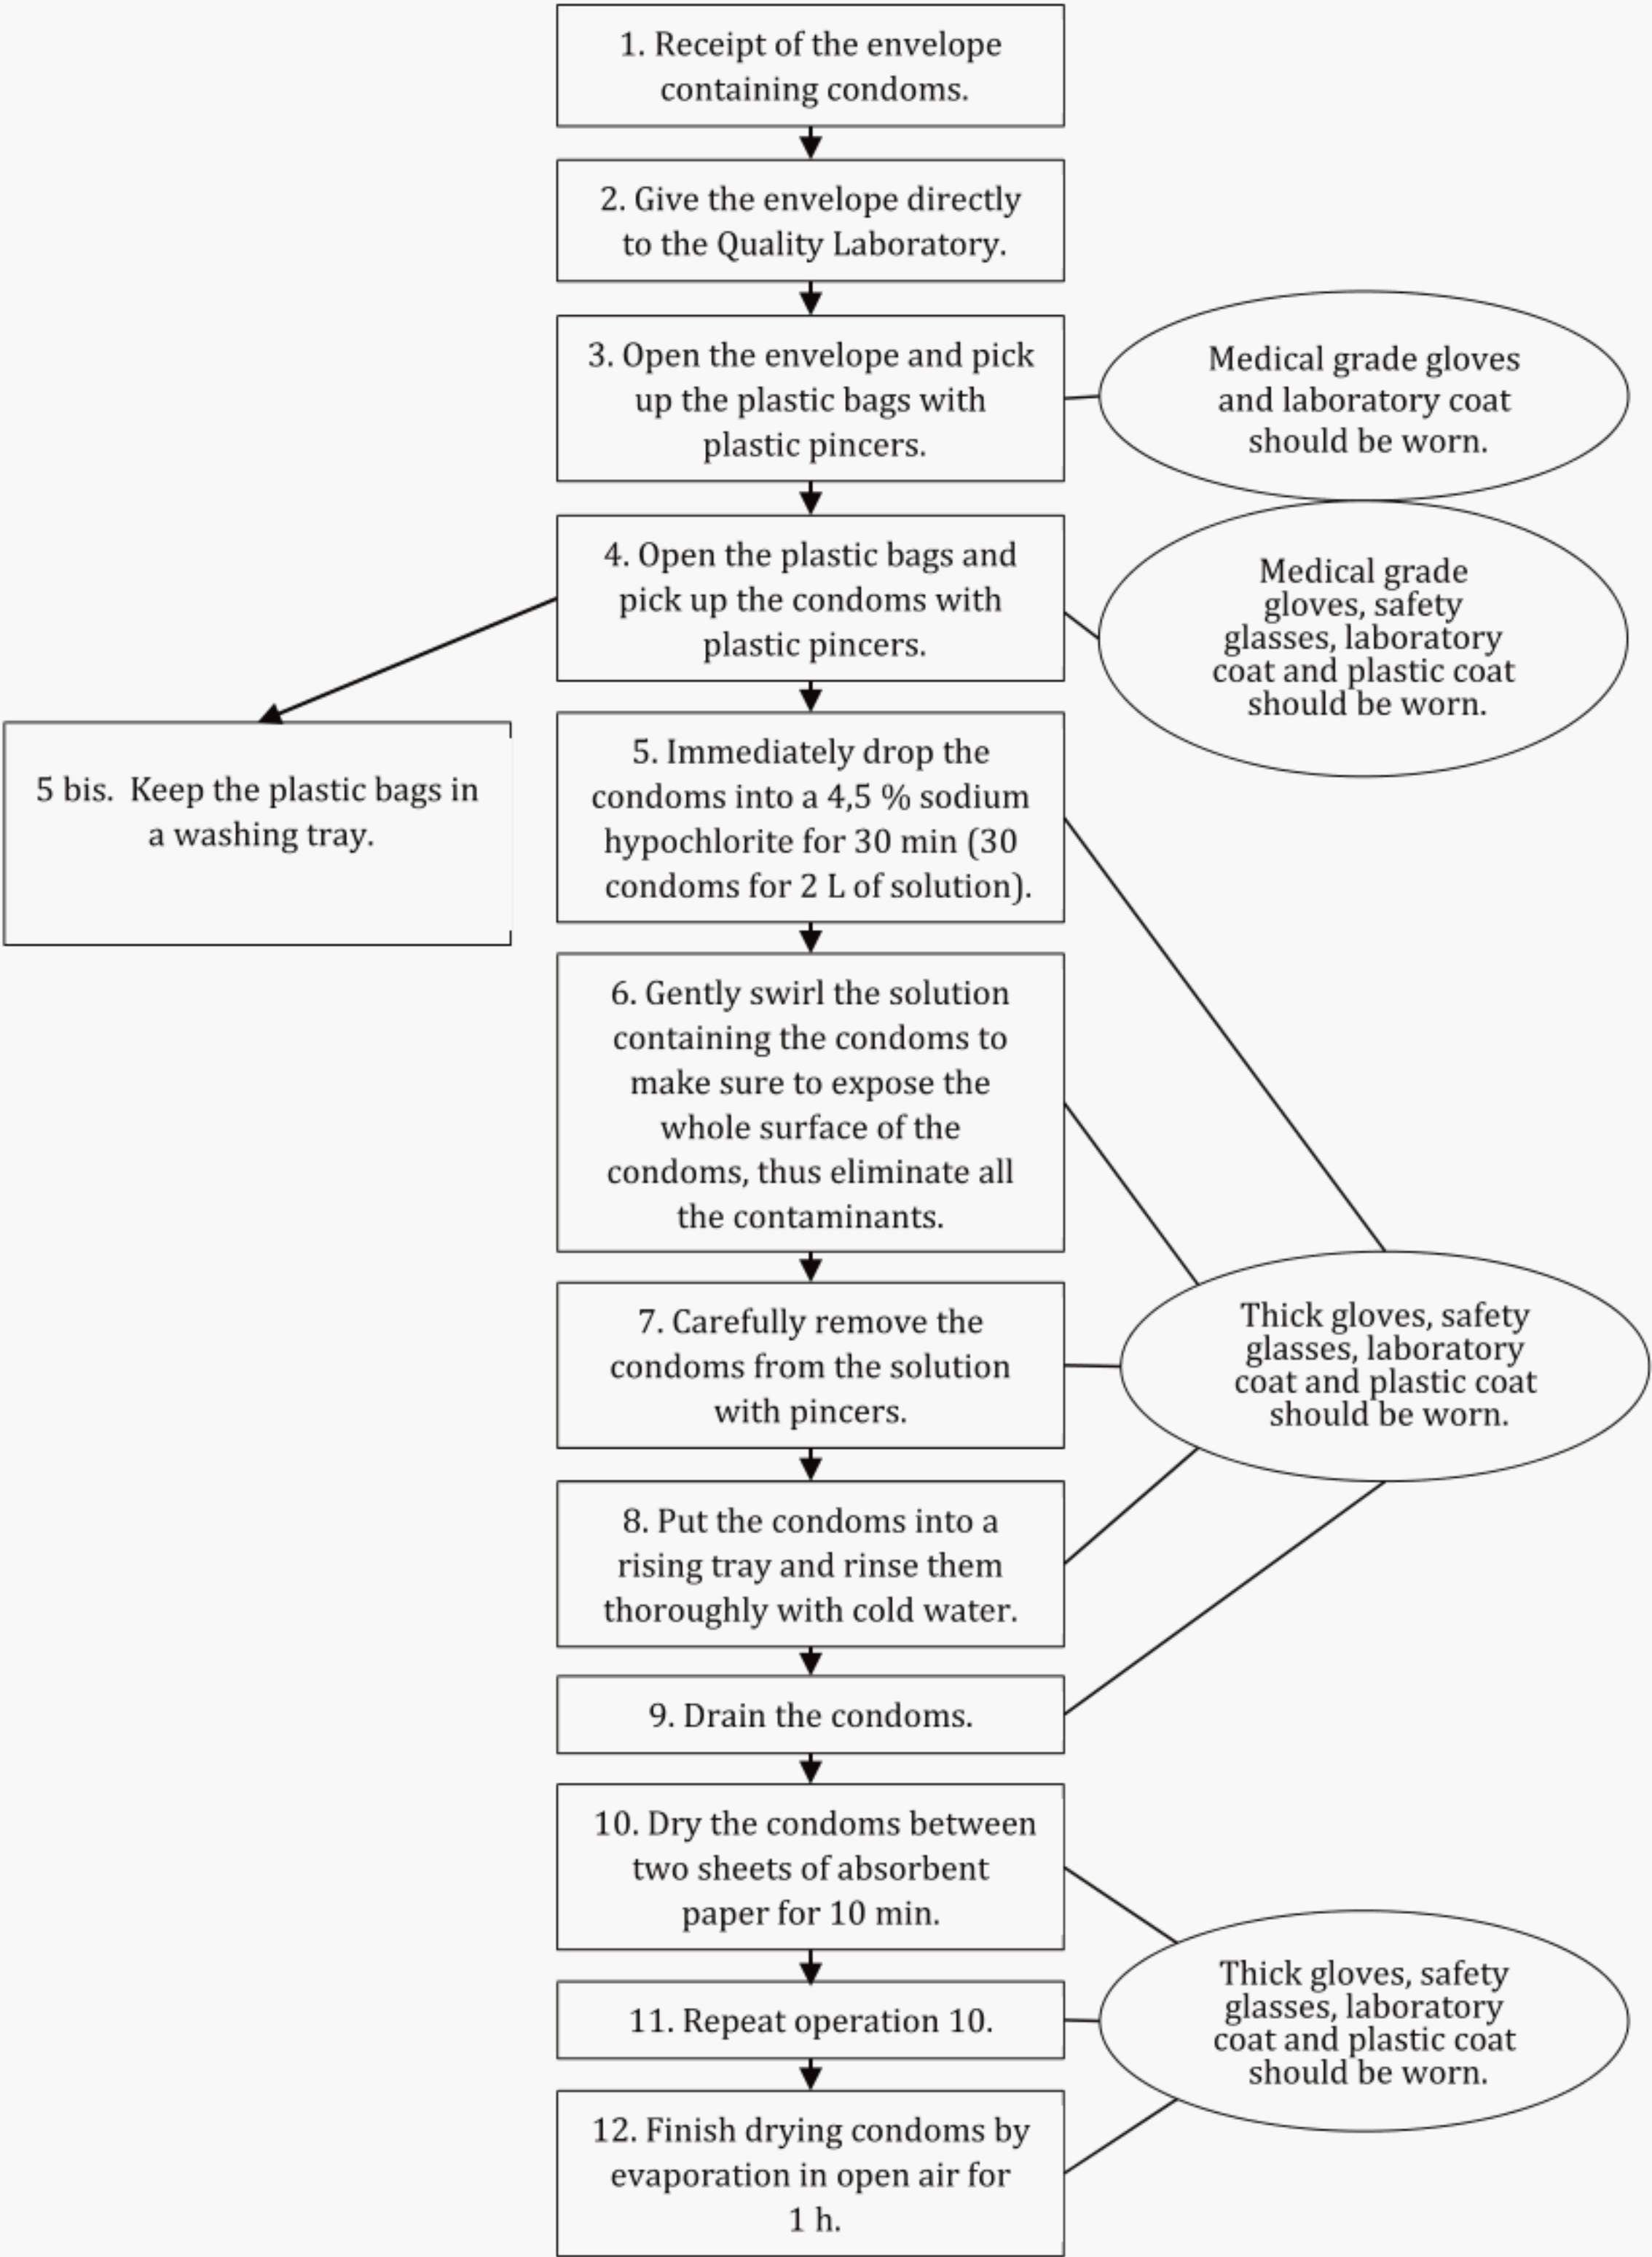 1. Receipt of the envelope
containing condoms.
2. Give the envelope directly
to the Quality Laboratory.
3. Open the envelope and pick
up the plastic bags with
plastic pincers.
Medical grade gloves
and laboratory coat
should be worn.
4. Open the plastic bags and
pick up the condoms with
plastic pincers.
Medical grade
gloves, safety
glasses, laboratory
coat and plastic coat
should be worn.
5 bis. Keep the plastic bags in
a washing tray.
5. Immediately drop the
condoms into a 4,5 % sodium
hypochlorite for 30 min (30
condoms for 2 L of solution).
6. Gently swirl the solution
containing the condoms to
make sure to expose the
whole surface of the
condoms, thus eliminate all
the contaminants.
7. Carefully remove the
condoms from the solution
with pincers.
Thick gloves, safety
glasses, laboratory
coat and plastic coat
should be worn.
8. Put the condoms into a
rising tray and rinse them
thoroughly with cold water.
9. Drain the condoms.
10. Dry the condoms between
two sheets of absorbent
paper for 10 min.
11. Repeat operation 10.
Thick gloves, safety
glasses, laboratory
coat and plastic coat
should be worn.
12. Finish drying condoms by
evaporation in open air for
1 h.